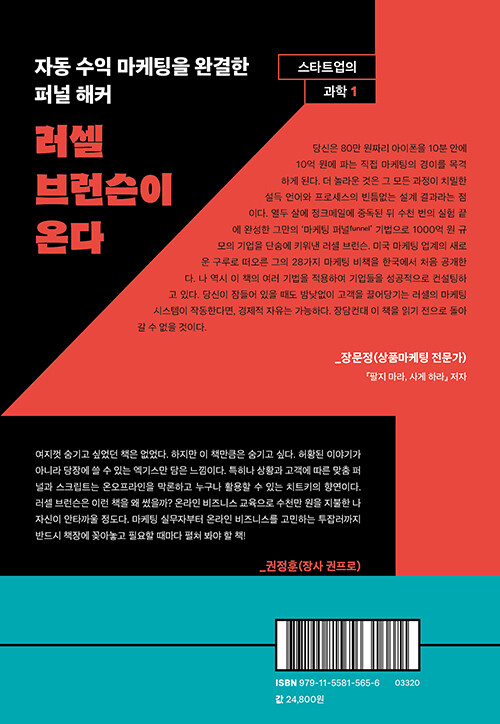 자동 수익 마케팅을 완결한
퍼널 해커
러셀
브런슨이
온다
스타트업의
과학 1
당신은 80만 원짜리 아이폰을 10분 안에
10억 원에 파는 직접 마케팅의 경이를 목격
하게 된다. 더 놀라운 것은 그 모든 과정이 치밀한
설득 언어와 프로세스의 빈틈없는 설계 결과라는 점
이다. 열두 살에 정크메일에 중독된 뒤 수천 번의 실험 끝
에 완성한 그만의 ‘마케팅 퍼널funnel’ 기법으로 1000억 원 규
모의 기업을 단숨에 키워낸 러셀 브런슨. 미국 마케팅 업계의 새로
운 구루로 떠오른 그의 28가지 마케팅 비책을 한국에서 처음 공개한
다. 나 역시 이 책의 여러 기법을 적용하여 기업들을 성공적으로 컨설팅하
고 있다. 당신이 잠들어 있을 때도 밤낮없이 고객을 끌어당기는 러셀의 마케팅
시스템이 작동한다면, 경제적 자유는 가능하다. 장담컨대 이 책을 읽기 전으로 돌아
갈 수 없을 것이다.
_장문정(상품마케팅 전문가)
『팔지 마라, 사게 하라』 저자
여지껏 숨기고 싶었던 책은 없었다. 하지만 이 책만큼은 숨기고 싶다. 허황된 이야기가
아니라 당장에 쓸 수 있는 엑기스만 담은 느낌이다. 특히나 상황과 고객에 따른 맞춤 퍼
널과 스크립트는 온오프라인을 막론하고 누구나 활용할 수 있는 치트키의 향연이다.
러셀 브런슨은 이런 책을 왜 썼을까? 온라인 비즈니스 교육으로 수천만 원을 지불한 나
자신이 안타까울 정도다. 마케팅 실무자부터 온라인 비즈니스를 고민하는 투잡러까지
반드시 책장에 꽂아놓고 필요할 때마다 펼쳐 봐야 할 책!
_권정훈(장사 권프로)
ISBN 979-11-5581-565-6 03320
값 24,800원